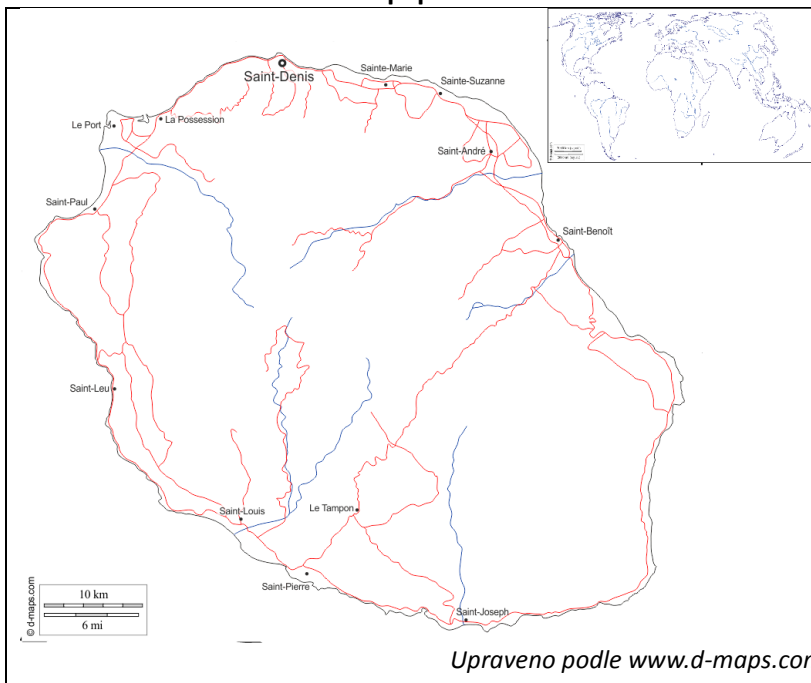 Saint-Denis
Sainte-Marie
Sainte-Suzanne
Le Port
La Possession
Saint-André
Saint-Paul
Saint-Benoît
Saint-Leu
Saint-Louis
Le Tampon
Saint-Pierre
Saint-Joseph
10 km
6 mi
© d-maps.com
Upraveno podle www.d-maps.com